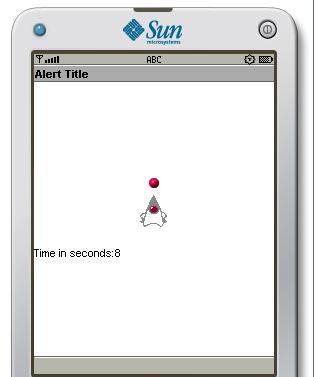 Sun
microsystems
ABC
Alert Title
Time in seconds:8